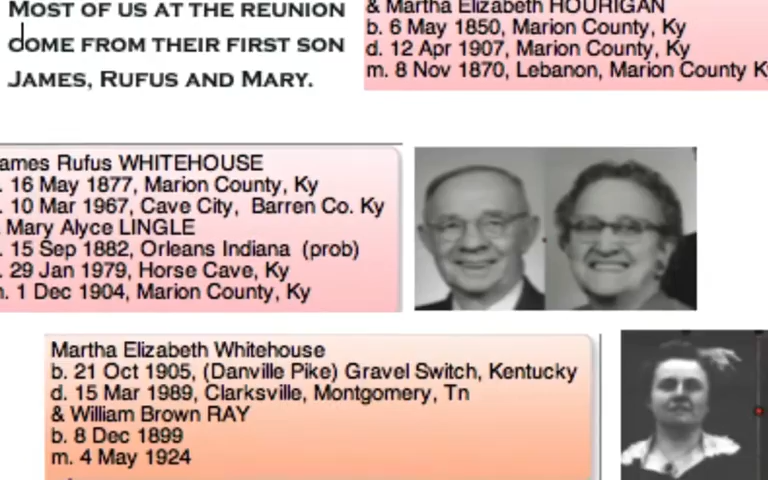 MOST OF US AT THE REUNION
COME FROM THEIR FIRST SON
JAMES, RUFUS AND MARY.
& Martha Elizabeth HOURIGAN
b. 6 May 1850, Marion County, Ky
d. 12 Apr 1907, Marion County, Ky
m. 8 Nov 1870, Lebanon, Marion County K
ames Rufus WHITEHOUSE
. 16 May 1877, Marion County, Ky
. 10 Mar 1967, Cave City, Barren Co. Ky
Mary Alyce LINGLE
. 15 Sep 1882, Orleans Indiana (prob)
. 29 Jan 1979, Horse Cave, Ky
. 1 Dec 1904, Marion County, Ky
Martha Elizabeth Whitehouse
b. 21 Oct 1905, (Danville Pike) Gravel Switch, Kentucky
d. 15 Mar 1989, Clarksville, Montgomery, Tn
& William Brown RAY
b. 8 Dec 1899
m. 4 May 1924